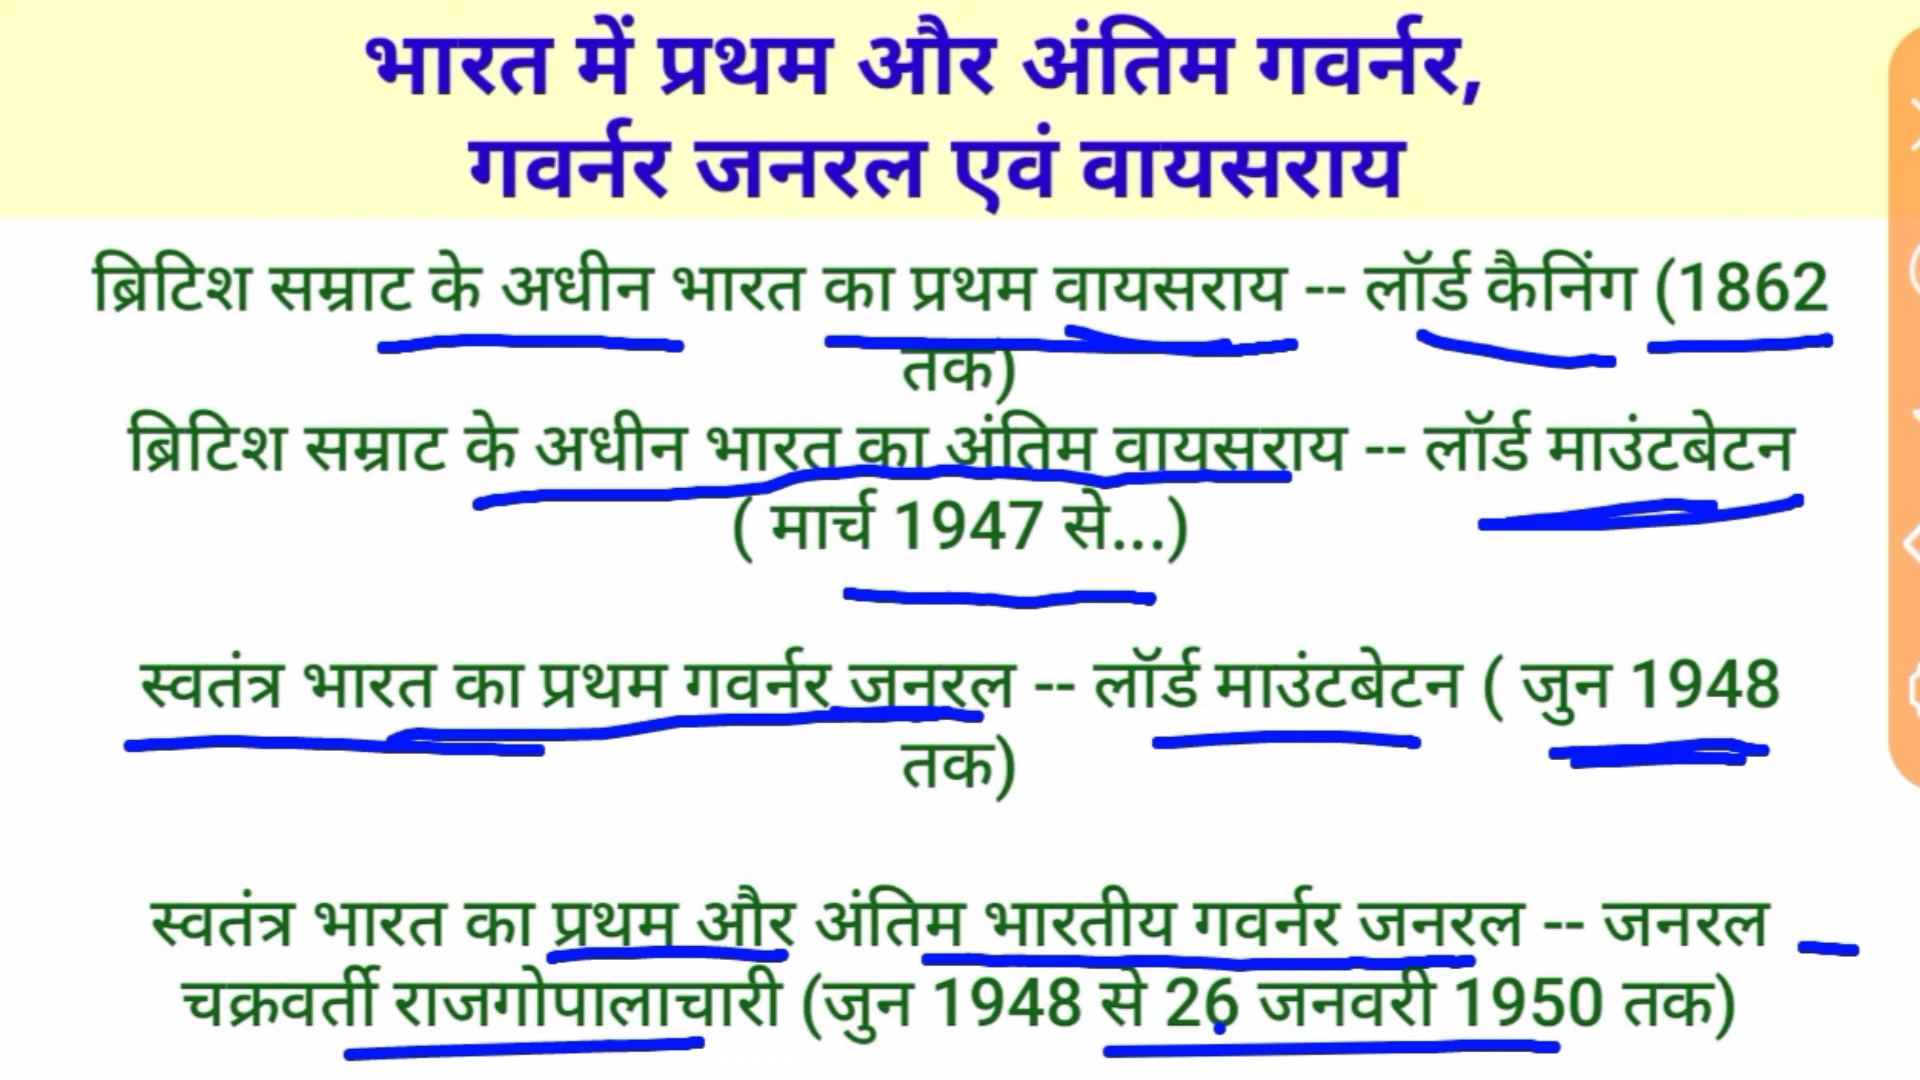 भारत में प्रथम और अंतिम गवर्नर,
गवर्नर जनरल एवं वायसराय
ब्रिटिश सम्राट के अधीन भारत का प्रथम वायसराय -- लॉर्ड कैनिंग (1862
तक)
ब्रिटिश सम्राट के अधीन भारत का अंतिम वायसराय -- लॉर्ड माउंटबेटन
( मार्च 1947 से...)
स्वतंत्र भारत का प्रथम गवर्नर जनरल -- लॉर्ड माउंटबेटन ( जुन 1948
तक)
स्वतंत्र भारत का प्रथम और अंतिम भारतीय गवर्नर जनरल -- जनरल
चक्रवर्ती राजगोपालाचारी (जुन 1948 से 26 जनवरी 1950 तक)